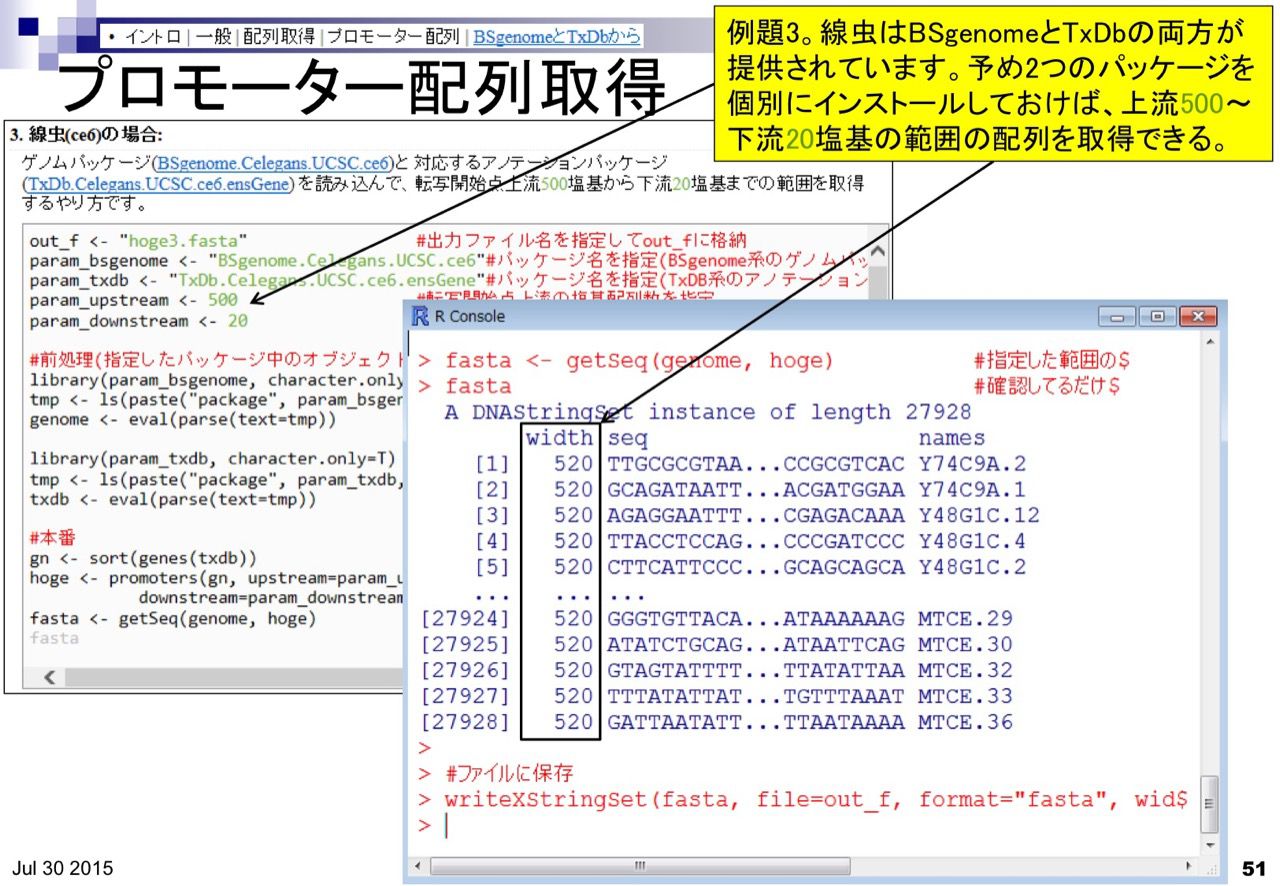 • イントロ | 一般 | 配列取得 | プロモーター配列 | BSgenomeとTxDbから
プロモーター配列取得
例題3。線虫はBSgenomeとTxDbの両方が
提供されています。予め2つのパッケージを
個別にインストールしておけば、上流500～
下流20塩基の範囲の配列を取得できる。
3. 線虫(ce6)の場合:
ゲノムパッケージ(BSgenome.Celegans.UCSC.ce6)と対応するアノテーションパッケージ
(TxDb.Celegans.UCSC.ce6.ensGene)を読み込んで、転写開始点上流500塩基から下流20塩基までの範囲を取得
するやり方です。
out_f <- "hoge3.fasta" #出力ファイル名を指定してout_fに格納
param_bsgenome <- "BSgenome.Celegans.UCSC.ce6"#パッケージ名を指定(BSgenome系のゲノムパッ
param_txdb <- "TxDb.Celegans.UCSC.ce6.ensGene"#パッケージ名を指定(TxDB系のアノテーション
param_upstream <- 500 #転写開始点上流の塩基配列数を指定
param_downstream <- 20
#前処理(指定したパッケージ中のオブジェクト
library(param_bsgenome, character.only
tmp <- ls(paste("package", param_bsgen
genome <- eval(parse(text=tmp))
library(param_txdb, character.only=T)
tmp <- ls(paste("package", param_txdb,
txdb <- eval(parse(text=tmp))
#本番
gn <- sort(genes(txdb))
hoge <- promoters(gn, upstream=param_u
downstream=param_downstream
fasta <- getSeq(genome, hoge)
fasta
R Console
> fasta <- getSeq(genome, hoge) #指定した範囲の$
> fasta #確認してるだけ$
A DNAStringSet instance of length 27928
width seq names
[1] 520 TTGCGCGTAA...CCGCGTCAC Y74C9A.2
[2] 520 GCAGATAATT...ACGATGGAA Y74C9A.1
[3] 520 AGAGGAATTT...CGAGACAAA Y48G1C.12
[4] 520 TTACCTCCAG...CCCGATCCC Y48G1C.4
[5] 520 CTTCATTCCC...GCAGCAGCA Y48G1C.2
... ... ...
[27924] 520 GGGTGTTACA...ATAAAAAAG MTCE.29
[27925] 520 ATATCTGCAG...ATAATTCAG MTCE.30
[27926] 520 GTAGTATTTT...TTATATTAA MTCE.32
[27927] 520 TTTATATTAT...TGTTTAAAT MTCE.33
[27928] 520 GATTAATATT...TTAATAAAA MTCE.36
>
> #ファイルに保存
> writeXStringSet(fasta, file=out_f, format="fasta", wid$
>
Jul 30 2015
51